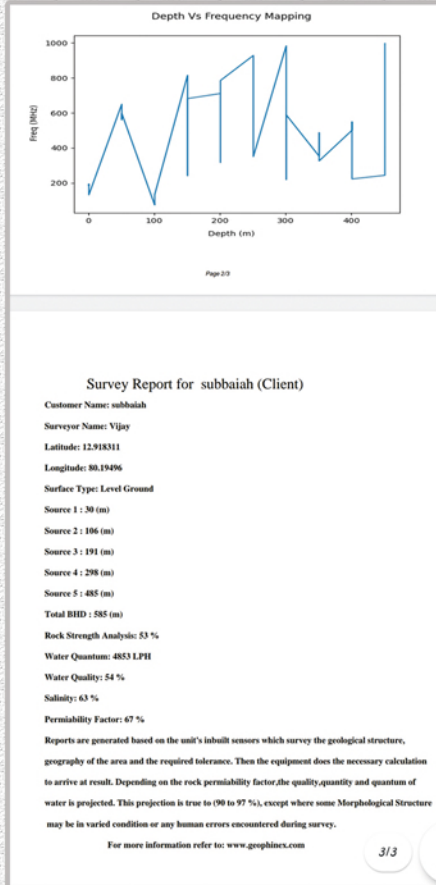 Depth Vs Frequency Mapping
1000
800
600
400
200
Freq (MHz)
0 100 200 300 400
Depth (m)
Page 2/3
Survey Report for subbaiah (Client)
Customer Name: subbaiah
Surveyor Name: Vijay
Latitude: 12.918311
Longitude: 80.19496
Surface Type: Level Ground
Source 1 : 30 (m)
Source 2 : 106 (m)
Source 3 : 191 (m)
Source 4 : 298 (m)
Source 5 : 485 (m)
Total BHD : 585 (m)
Rock Strength Analysis: 53 %
Water Quantum: 4853 LPH
Water Quality: 54 %
Salinity: 63 %
Permiability Factor: 67 %
Reports are generated based on the unit's inbuilt sensors which survey the geological structure,
geography of the area and the required tolerance. Then the equipment does the necessary calculation
to arrive at result. Depending on the rock permiability factor,the quality,quantity and quantum of
water is projected. This projection is true to (90 to 97 %), except where some Morphological Structure
may be in varied condition or any human errors encountered during survey.
For more information refer to: www.geophinex.com
3/3